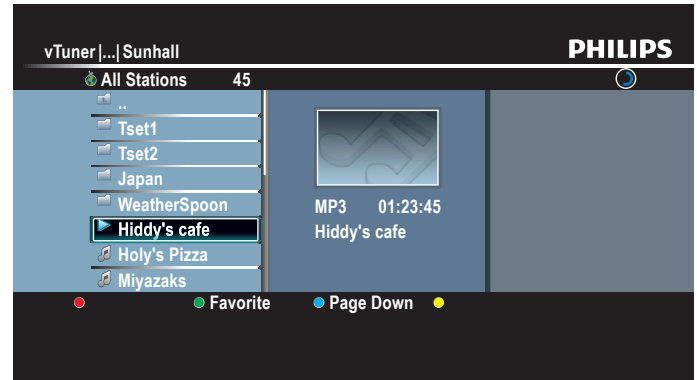 vTuner|...| Sunhall
PHILIPS
All Stations 45
..
Tset1
Tset2
Japan
WeatherSpoon
Hiddy's cafe
Holy's Pizza
Miyazaks
MP3 01:23:45
Hiddy's cafe
Favorite Page Down